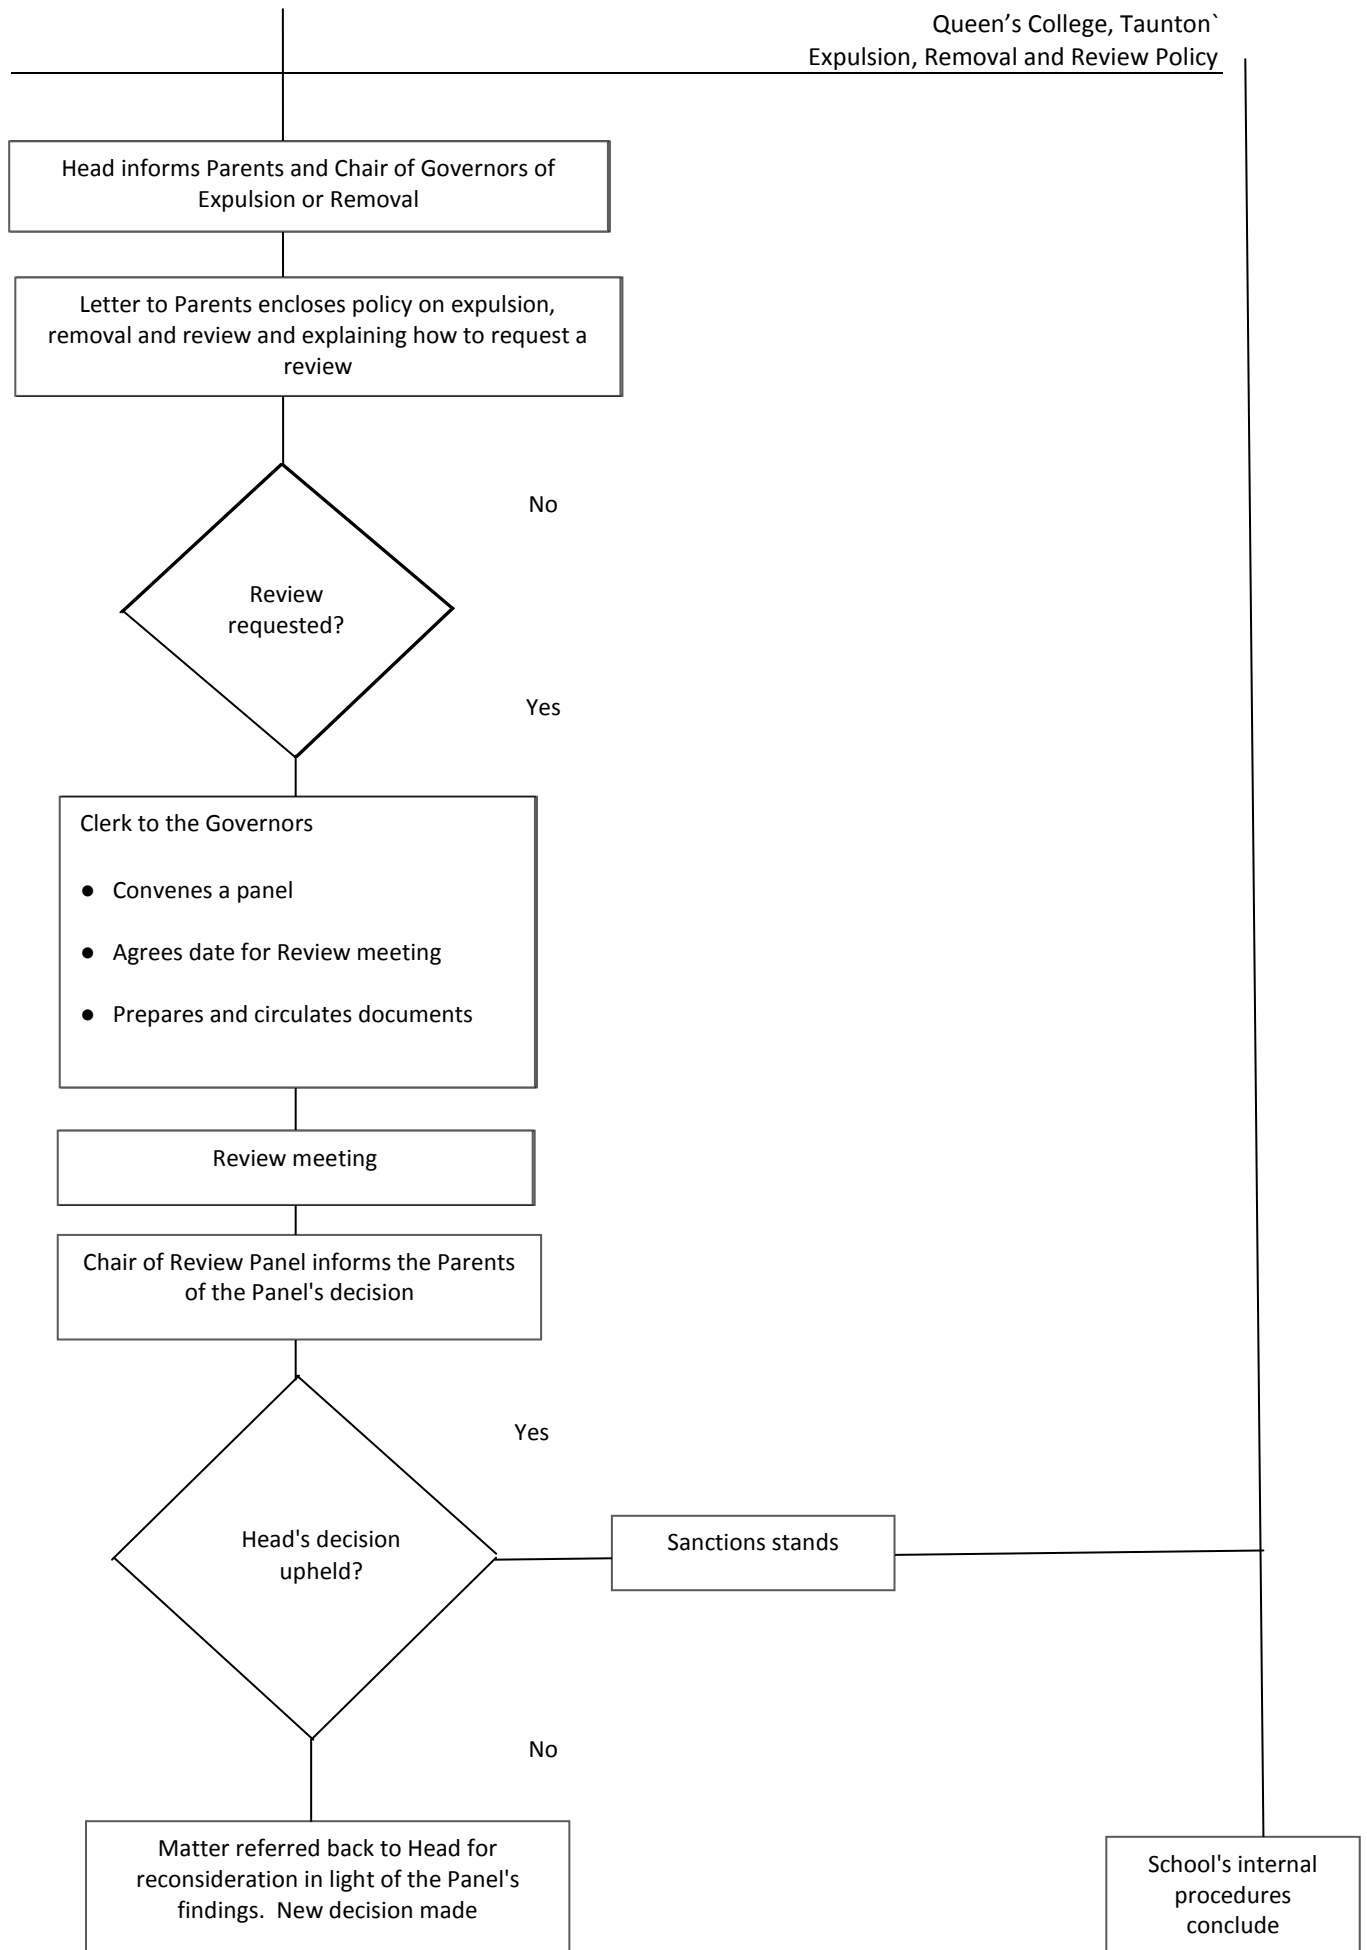 Queen’s College, Taunton`
Expulsion, Removal and Review Policy
Head informs Parents and Chair of Governors of
Expulsion or Removal
Letter to Parents encloses policy on expulsion,
removal and review and explaining how to request a
review
No
Review
requested?
Yes
Clerk to the Governors
● Convenes a panel
● Agrees date for Review meeting
● Prepares and circulates documents
Review meeting
Chair of Review Panel informs the Parents
of the Panel's decision
Yes
Head's decision
upheld?
Sanctions stands
No
Matter referred back to Head for
reconsideration in light of the Panel's
findings.  New decision made
School's internal
procedures
conclude